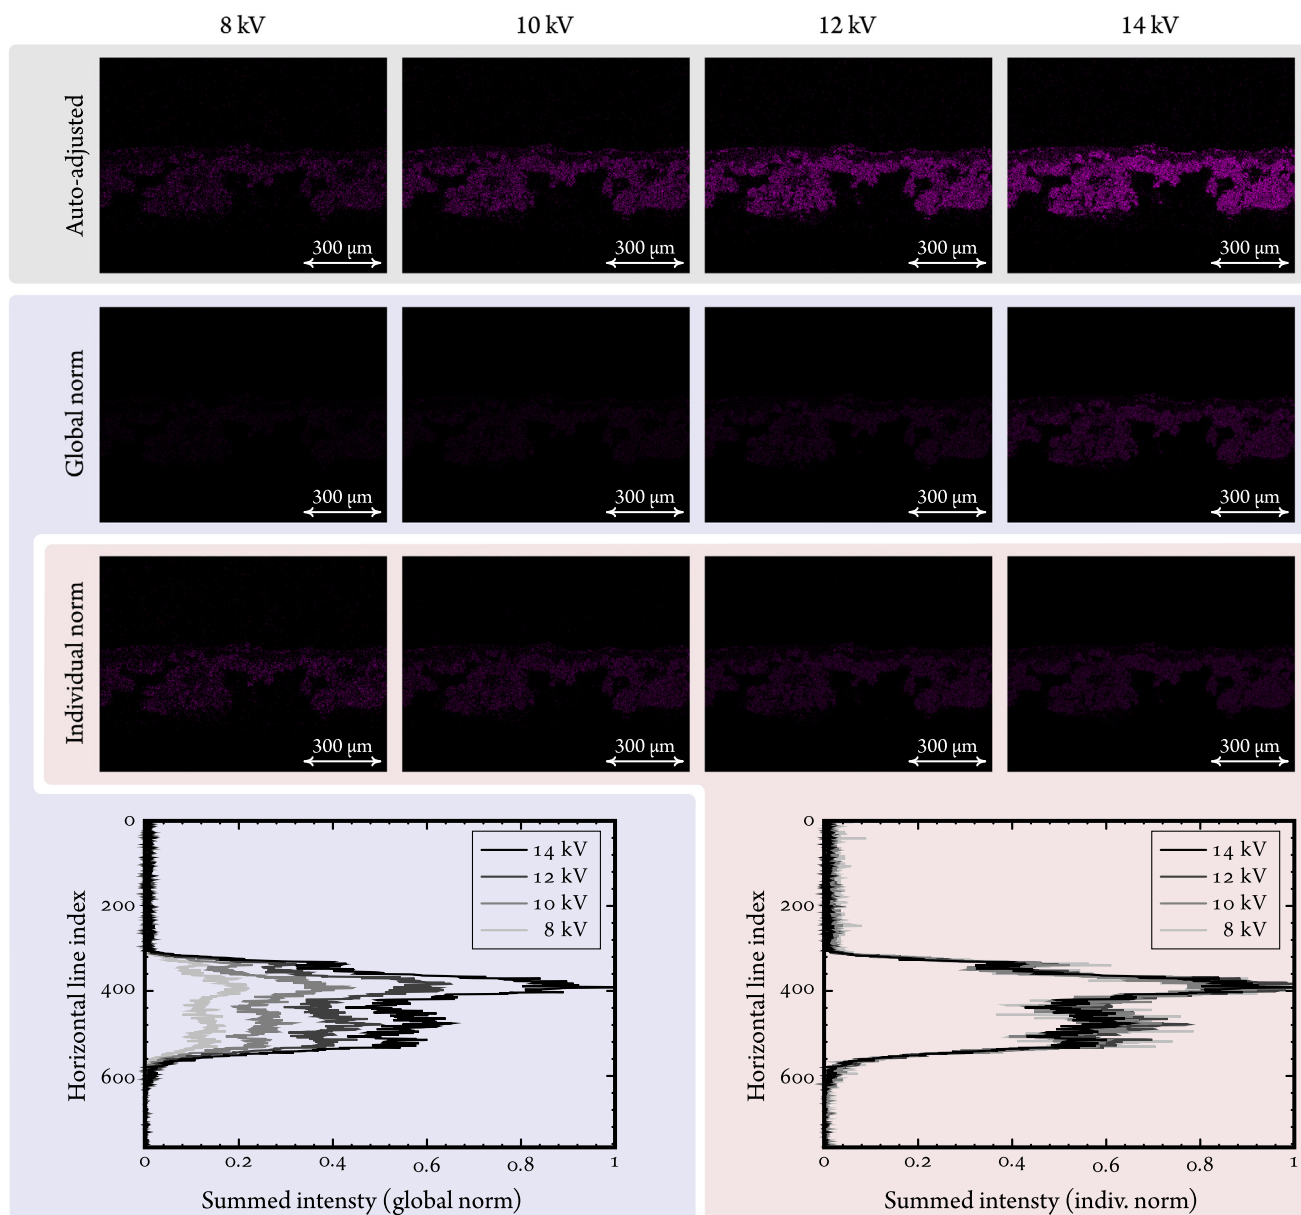 8 kV 10 kV 12 kV 14 kV
Auto-adjusted
300 µm 300 µm 300 µm 300 µm
Global norm
300 µm 300 µm 300 µm 300 µm
Individual norm
300 µm 300 µm 300 µm 300 µm
Horizontal line index
0
200
400
600
14 kV
12 kV
10 kV
8 kV
0 0.2 0.4 0.6 0.8 1
Summed intensty (global norm)
Horizontal line index
0
200
400
600
14 kV
12 kV
10 kV
8 kV
0 0.2 0.4 0.6 0.8 1
Summed intensty (indiv. norm)